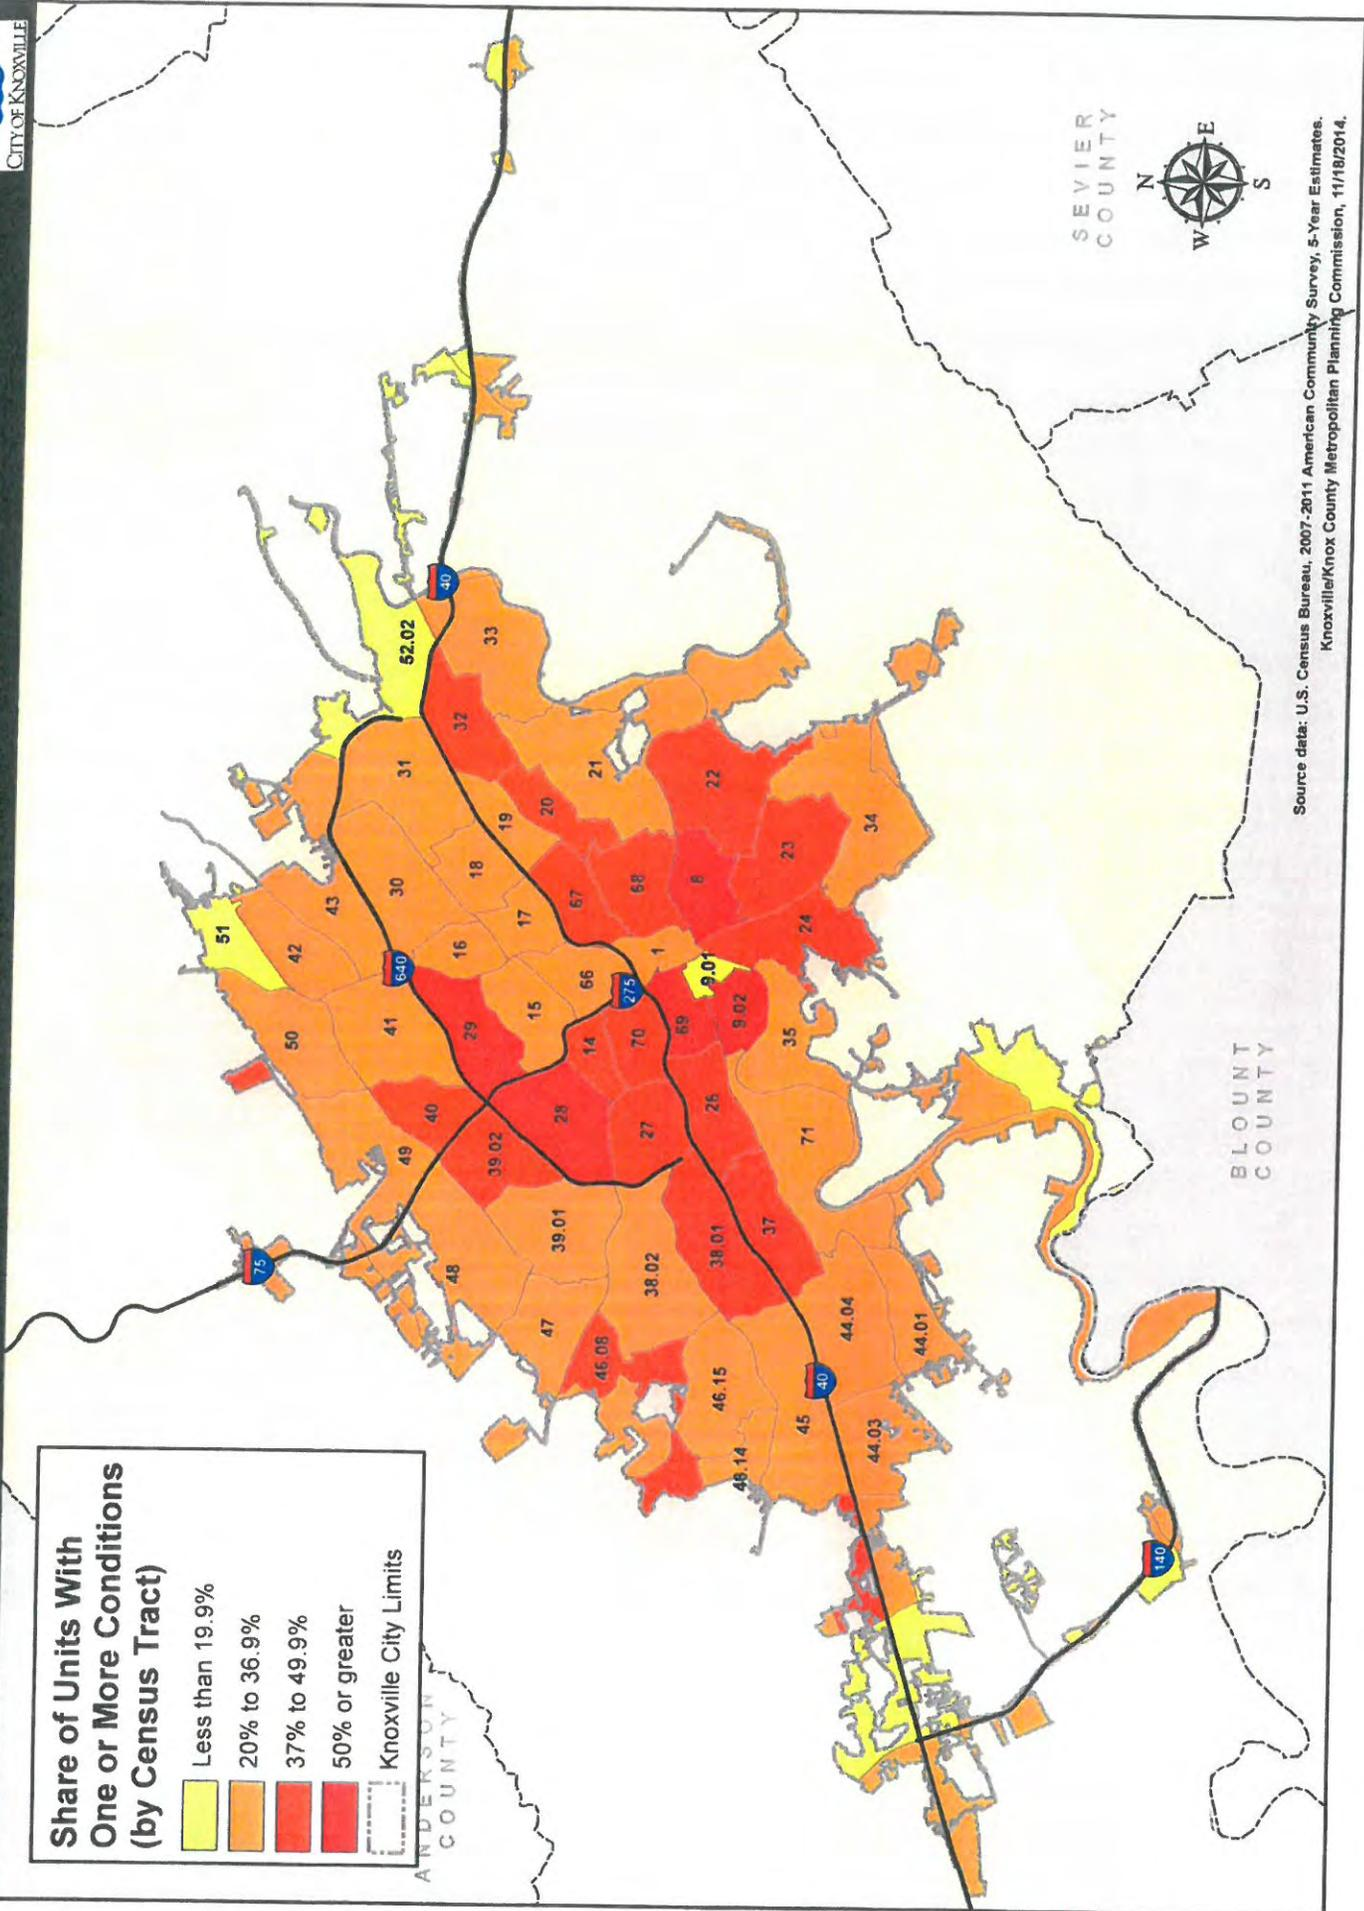 CITY OF KNOXVILLE
Share of Units With
One or More Conditions
(by Census Tract)
Less than 19.9%
20% to 36.9%
37% to 49.9%
50% or greater
Knoxville City Limits
ANDERSON
COUNTY
75
51
50
42
43
52.02
49
41
640
30
31
40
48
40
29
16
18
32
33
39.02
15
17
19
47
39.01
28
14
66
20
46.08
38.02
27
70
275
67
21
1
68
46.15
38.01
26
69
9.01
8
22
46.14
37
9.02
45
40
71
35
24
23
44.04
34
44.03
44.01
140
BLOUNT
COUNTY
SEVIER
COUNTY
N
W
E
S
Source data: U.S. Census Bureau, 2007-2011 American Community Survey, 5-Year Estimates.
Knoxville/Knox County Metropolitan Planning Commission, 11/18/2014.